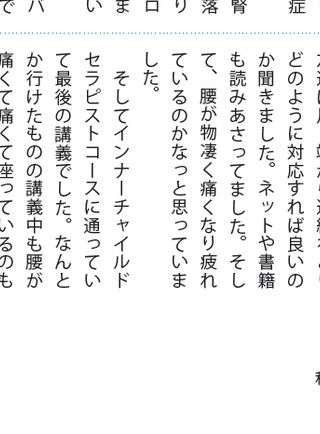 症
腎
落
り
ロ
ま
い
バ
で
どのように対応すれば良いの
か聞きました。ネットや書籍
も読みあさってました。そし
て、腰が物凄く痛くなり疲れ
ているのかなっと思っていま
した。
そしてインナーチャイルド
セラピストコースに通ってい
て最後の講義でした。なんと
か行けたものの講義中も腰が
痛くて痛くて座っているのも